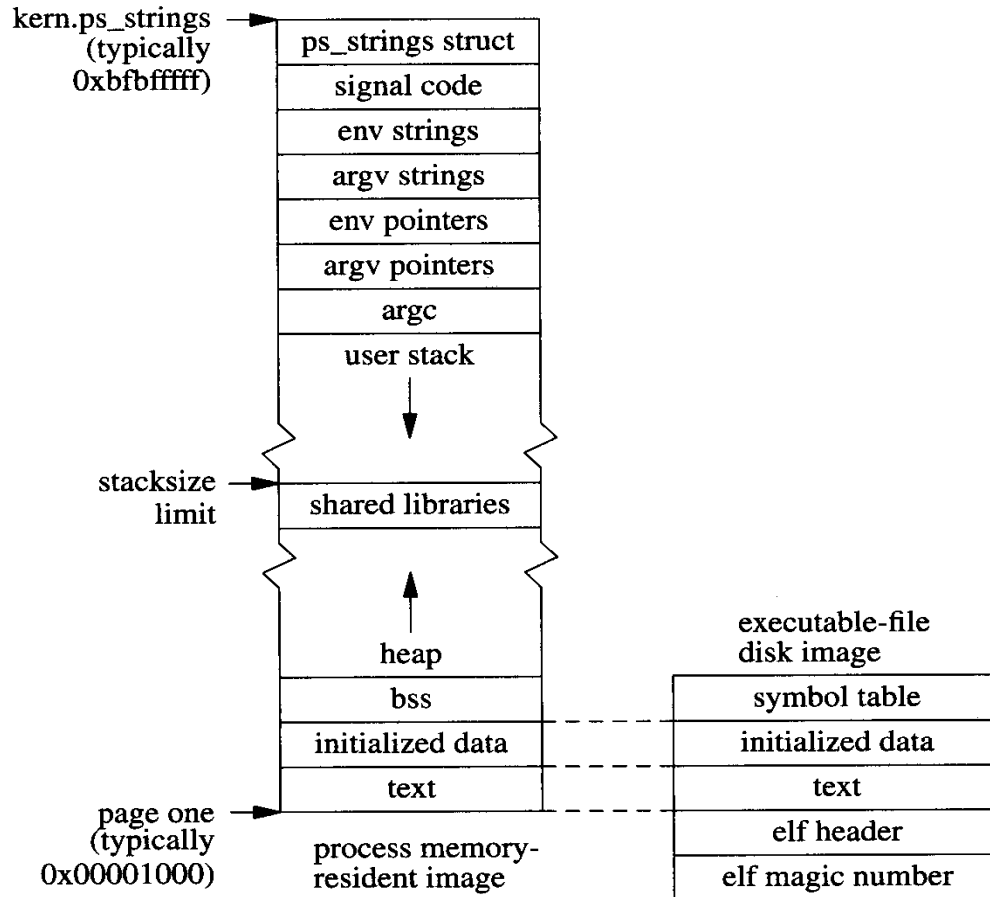 kern.ps_strings
(typically
0xbfbfffff)
ps_strings struct
signal code
env strings
argv strings
env pointers
argv pointers
argc
user stack
stacksize
limit
shared libraries
heap
bss
initialized data
text
page one
(typically
0x00001000)
process memory-
resident image
executable-file
disk image
symbol table
initialized data
text
elf header
elf magic number